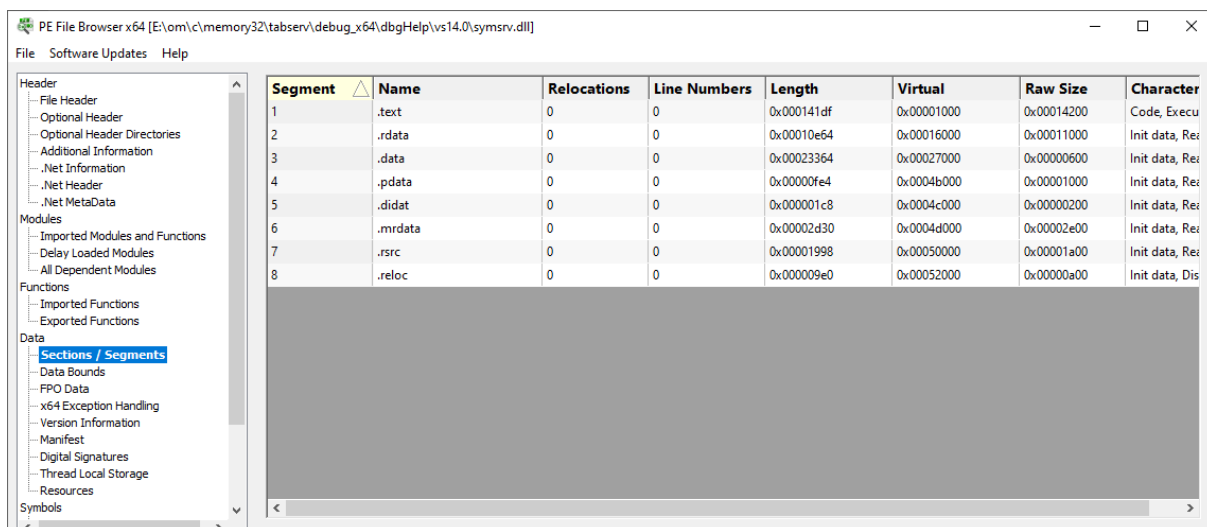 PE File Browser x64 [E:\om\c\memory32\tabserv\debug_x64\dbgHelp\vs14.0\symsrv.dll]
File Software Updates Help
Header
File Header
Optional Header
Optional Header Directories
Additional Information
.Net Information
.Net Header
.Net MetaData
Modules
Imported Modules and Functions
Delay Loaded Modules
All Dependent Modules
Functions
Imported Functions
Exported Functions
Data
Sections / Segments
Data Bounds
FPO Data
x64 Exception Handling
Version Information
Manifest
Digital Signatures
Thread Local Storage
Resources
Symbols
Segment Name Relocations Line Numbers Length Virtual Raw Size Character
1 .text 0 0 0x000141df 0x00001000 0x00014200 Code, Execu
2 .rdata 0 0 0x00010e64 0x00016000 0x00011000 Init data, Rea
3 .data 0 0 0x00023364 0x00027000 0x00000600 Init data, Rea
4 .pdata 0 0 0x00000fe4 0x0004b000 0x00001000 Init data, Rea
5 .didat 0 0 0x000001c8 0x0004c000 0x00000200 Init data, Rea
6 .mrdata 0 0 0x00002d30 0x0004d000 0x00002e00 Init data, Rea
7 .rsrc 0 0 0x00001998 0x00050000 0x00001a00 Init data, Rea
8 .reloc 0 0 0x000009e0 0x00052000 0x00000a00 Init data, Dis